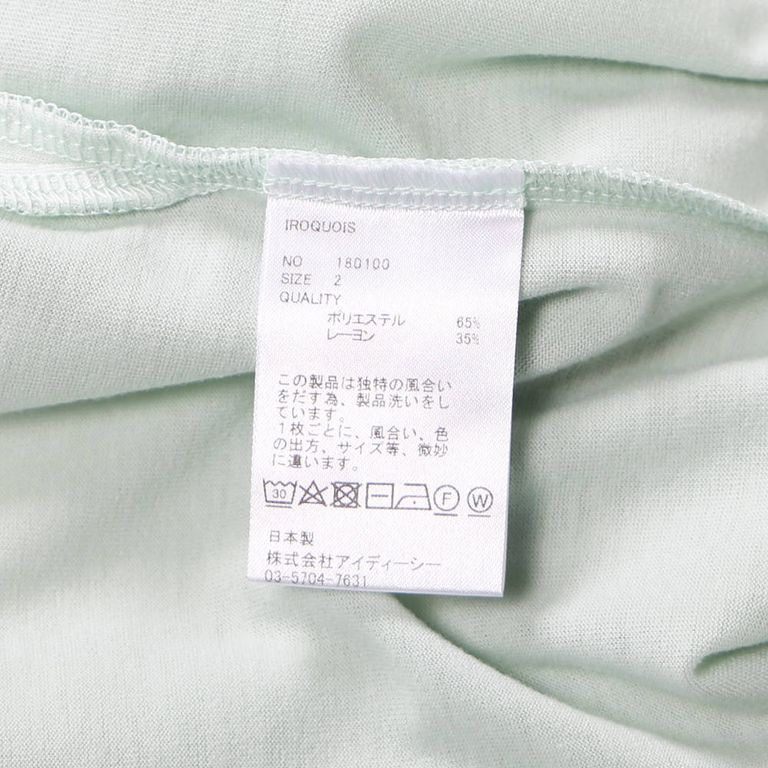 IROQUOIS
NO 180100
SIZE 2
QUALITY
ポリエステル 65%
レーヨン 35%
この製品は独特の風合い
をだす為、製品洗いをし
ています。
１枚ごとに、風合い、色
の出方、サイズ等、微妙
に違います。
30 F W
日本製
株式会社アイディーシー
03-5704-7631